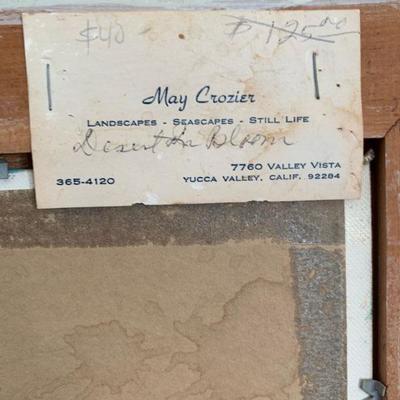 $40 $125.00
May Crozier
LANDSCAPES - SEASCAPES - STILL LIFE
Desert In Bloom
7760 VALLEY VISTA
365-4120 YUCCA VALLEY, CALIF. 92284